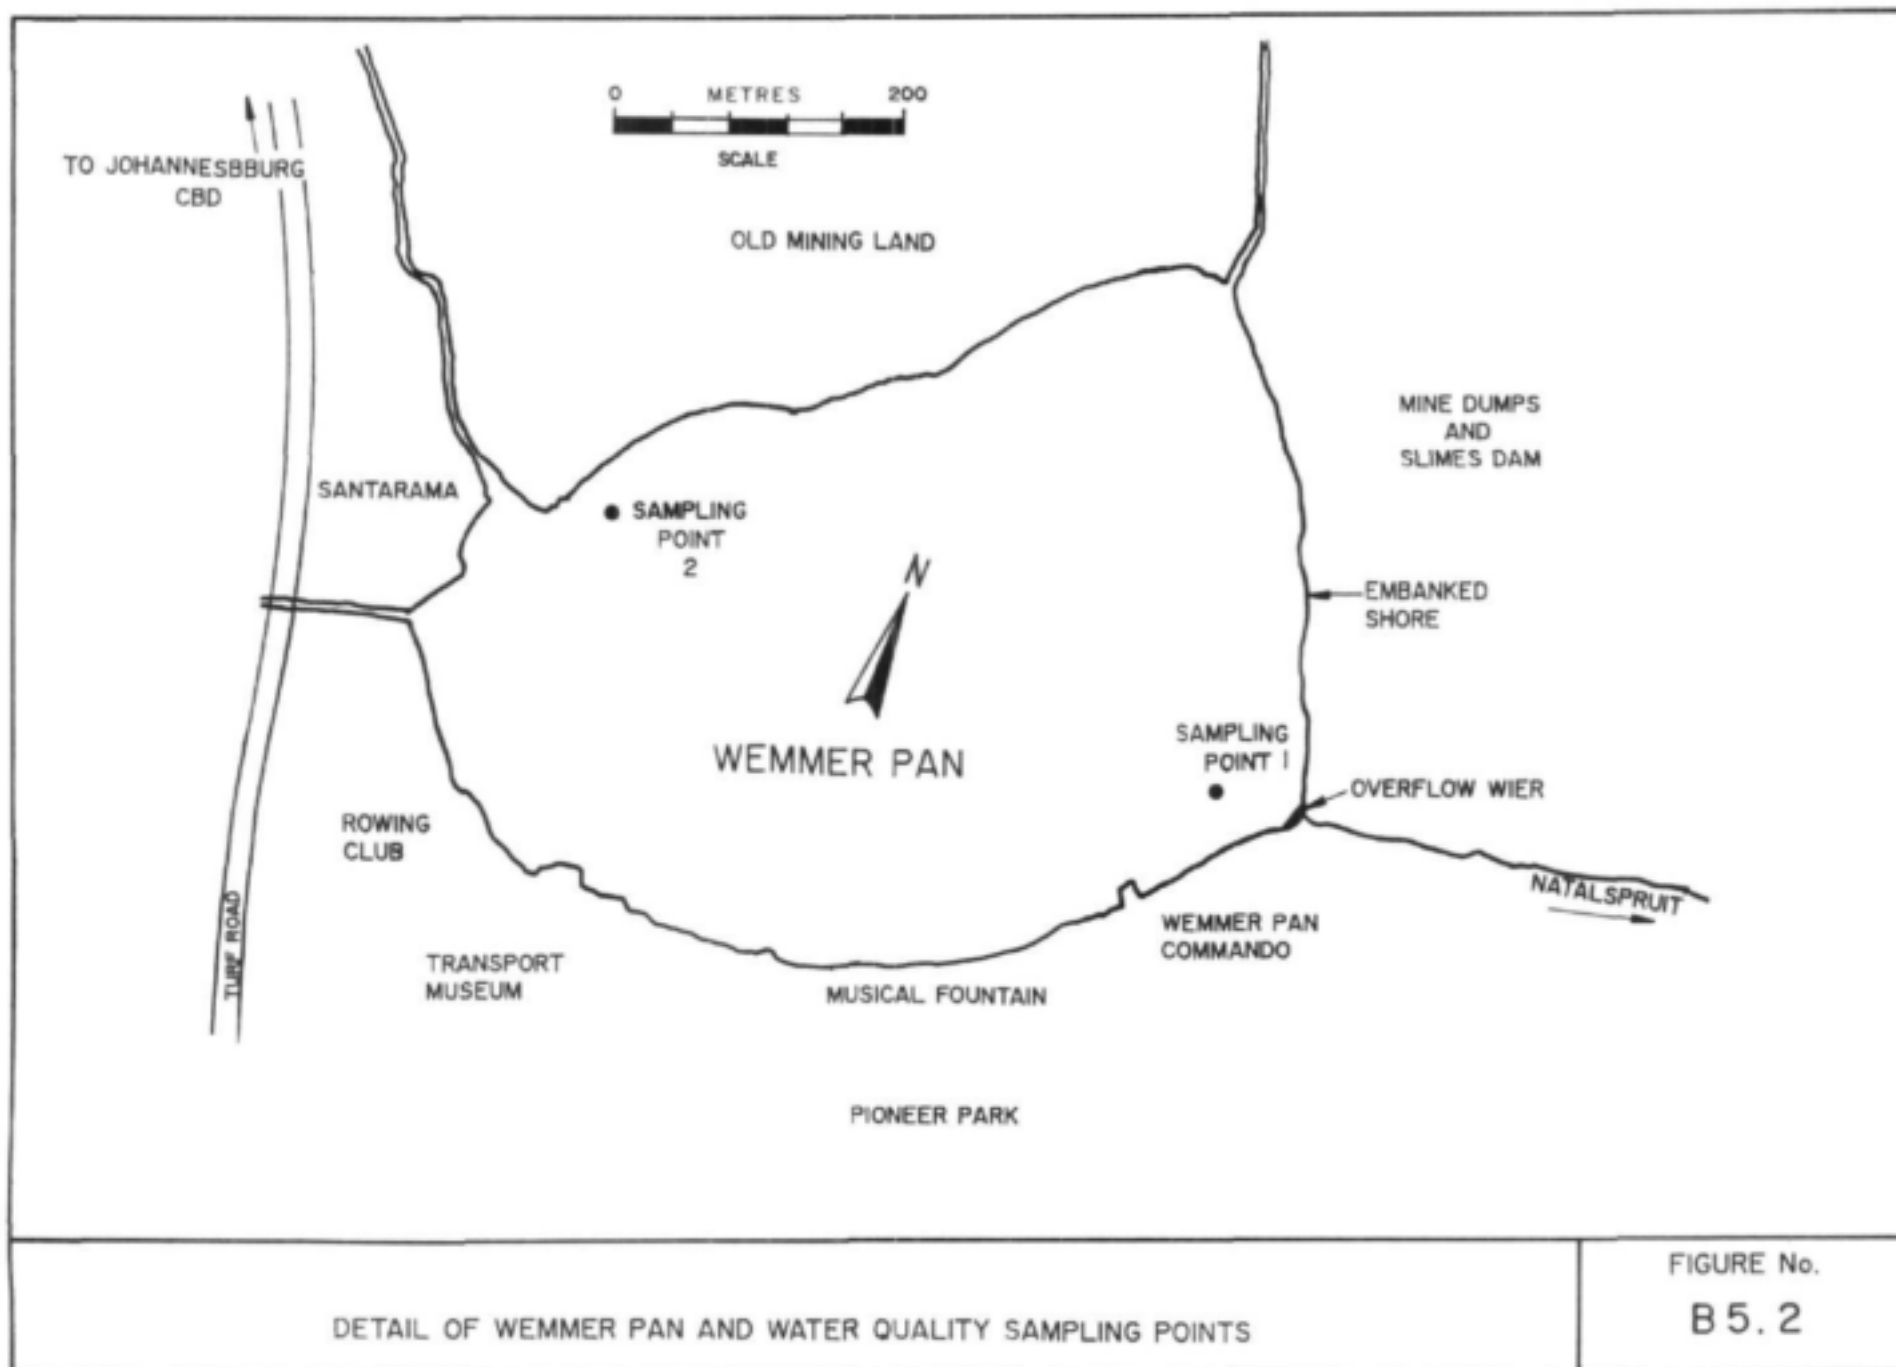 0 METRES 200
SCALE
TO JOHANNESBBURG
CBD
OLD MINING LAND
MINE DUMPS
AND
SLIMES DAM
SANTARAMA
SAMPLING
POINT
2
N
EMBANKED
SHORE
WEMMER PAN
SAMPLING
POINT 1
OVERFLOW WIER
ROWING
CLUB
NATALSPRUIT
TURF ROAD
WEMMER PAN
COMMANDO
TRANSPORT
MUSEUM
MUSICAL FOUNTAIN
PIONEER PARK
DETAIL OF WEMMER PAN AND WATER QUALITY SAMPLING POINTS
FIGURE No.
B5.2